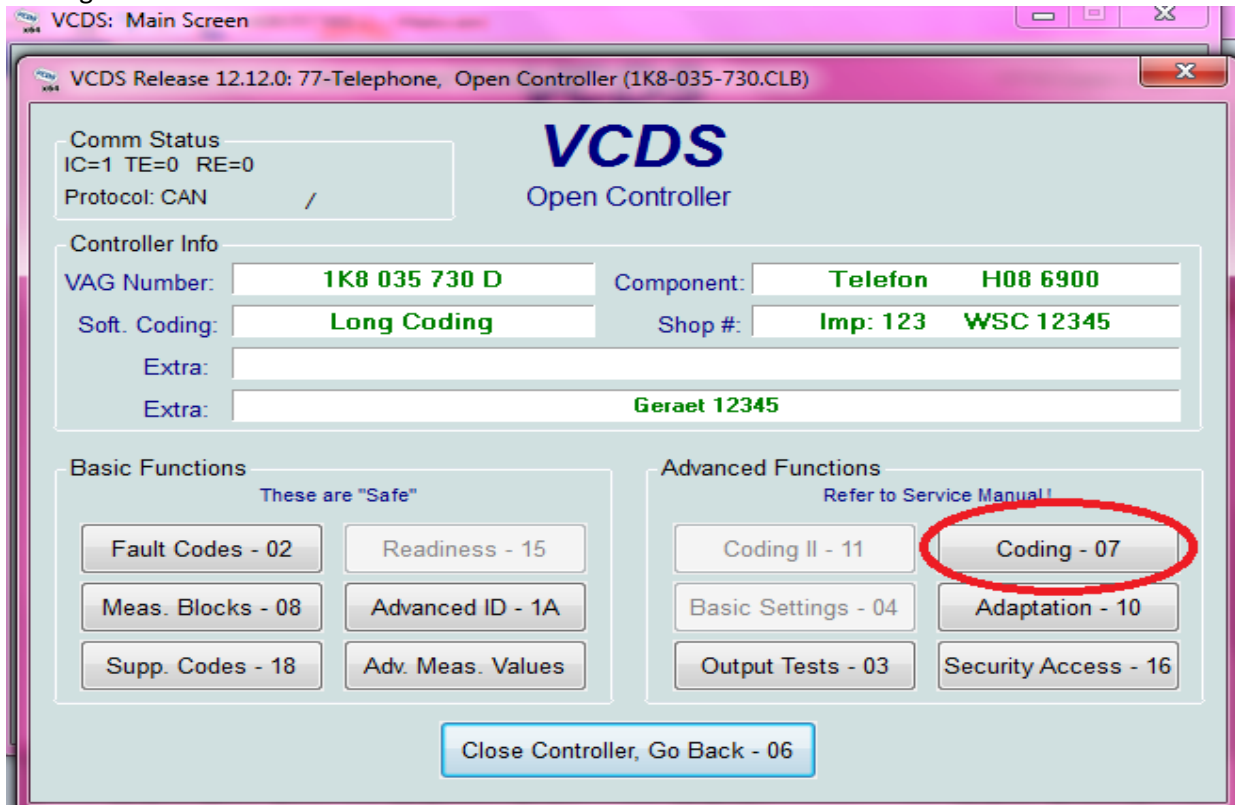 VCDS: Main Screen
VCDS Release 12.12.0: 77-Telephone, Open Controller (1K8-035-730.CLB)
Comm Status
IC=1 TE=0 RE=0
Protocol: CAN /
VCDS
Open Controller
Controller Info
VAG Number: 1K8 035 730 D Component: Telefon H08 6900
Soft. Coding: Long Coding Shop #: Imp: 123 WSC 12345
Extra:
Extra: Geraet 12345
Basic Functions
These are "Safe"
Fault Codes - 02 Readiness - 15
Meas. Blocks - 08 Advanced ID - 1A
Supp. Codes - 18 Adv. Meas. Values
Advanced Functions
Refer to Service Manual!
Coding II - 11 Coding - 07
Basic Settings - 04 Adaptation - 10
Output Tests - 03 Security Access - 16
Close Controller, Go Back - 06